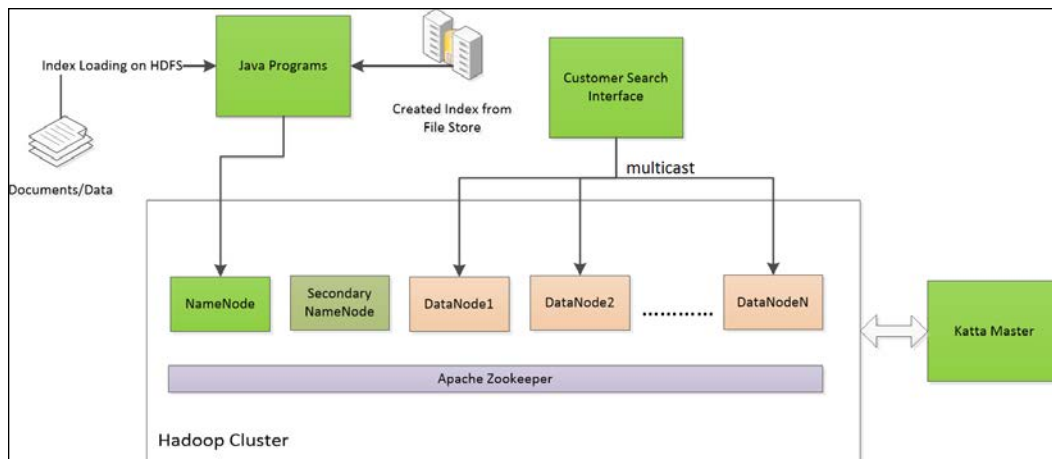 Index Loading on HDFS
Java Programs
Created Index from
File Store
Customer Search
Interface
Documents/Data
multicast
NameNode
Secondary
NameNode
DataNode1
DataNode2
.............
DataNodeN
Katta Master
Apache Zookeeper
Hadoop Cluster